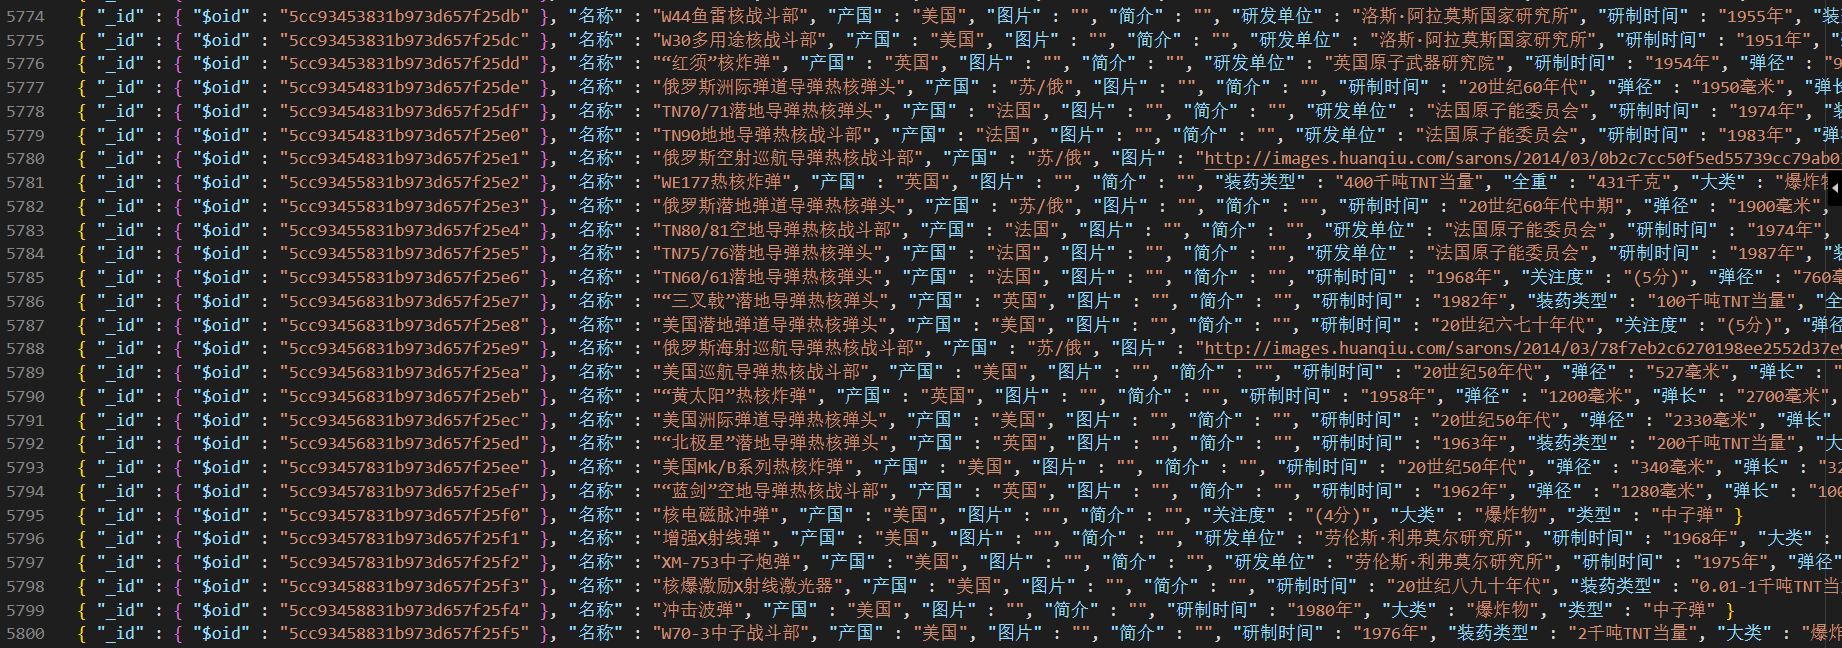 5774 { "_id" : { "$oid" : "5cc93453831b973d657f25db" }, "名称" : "W44鱼雷核战斗部", "产国" : "美国", "图片" : "", "简介" : "", "研发单位" : "洛斯·阿拉莫斯国家研究所", "研制时间" : "1955年", "装
5775 { "_id" : { "$oid" : "5cc93453831b973d657f25dc" }, "名称" : "W30多用途核战斗部", "产国" : "美国", "图片" : "", "简介" : "", "研发单位" : "洛斯·阿拉莫斯国家研究所", "研制时间" : "1951年",
5776 { "_id" : { "$oid" : "5cc93453831b973d657f25dd" }, "名称" : "“红须”核炸弹", "产国" : "英国", "图片" : "", "简介" : "", "研发单位" : "英国原子武器研究院", "研制时间" : "1954年", "弹径" : "9
5777 { "_id" : { "$oid" : "5cc93454831b973d657f25de" }, "名称" : "俄罗斯洲际弹道导弹热核弹头", "产国" : "苏/俄", "图片" : "", "简介" : "", "研制时间" : "20世纪60年代", "弹径" : "1950毫米", "弹长
5778 { "_id" : { "$oid" : "5cc93454831b973d657f25df" }, "名称" : "TN70/71潜地导弹热核弹头", "产国" : "法国", "图片" : "", "简介" : "", "研发单位" : "法国原子能委员会", "研制时间" : "1974年", "装
5779 { "_id" : { "$oid" : "5cc93454831b973d657f25e0" }, "名称" : "TN90地地导弹热核战斗部", "产国" : "法国", "图片" : "", "简介" : "", "研发单位" : "法国原子能委员会", "研制时间" : "1983年", "弹
5780 { "_id" : { "$oid" : "5cc93454831b973d657f25e1" }, "名称" : "俄罗斯空射巡航导弹热核战斗部", "产国" : "苏/俄", "图片" : "http://images.huanqiu.com/sarons/2014/03/0b2c7cc50f5ed55739cc79ab0
5781 { "_id" : { "$oid" : "5cc93455831b973d657f25e2" }, "名称" : "WE177热核炸弹", "产国" : "英国", "图片" : "", "简介" : "", "装药类型" : "400千吨TNT当量", "全重" : "431千克", "大类" : "爆炸
5782 { "_id" : { "$oid" : "5cc93455831b973d657f25e3" }, "名称" : "俄罗斯潜地弹道导弹热核弹头", "产国" : "苏/俄", "图片" : "", "简介" : "", "研制时间" : "20世纪60年代中期", "弹径" : "1900毫米",
5783 { "_id" : { "$oid" : "5cc93455831b973d657f25e4" }, "名称" : "TN80/81空地导弹热核战斗部", "产国" : "法国", "图片" : "", "简介" : "", "研发单位" : "法国原子能委员会", "研制时间" : "1974年",
5784 { "_id" : { "$oid" : "5cc93455831b973d657f25e5" }, "名称" : "TN75/76潜地导弹热核弹头", "产国" : "法国", "图片" : "", "简介" : "", "研发单位" : "法国原子能委员会", "研制时间" : "1987年", "装
5785 { "_id" : { "$oid" : "5cc93455831b973d657f25e6" }, "名称" : "TN60/61潜地导弹热核弹头", "产国" : "法国", "图片" : "", "简介" : "", "研制时间" : "1968年", "关注度" : "(5分)", "弹径" : "760毫
5786 { "_id" : { "$oid" : "5cc93456831b973d657f25e7" }, "名称" : "“三叉戟”潜地导弹热核弹头", "产国" : "英国", "图片" : "", "简介" : "", "研制时间" : "1982年", "装药类型" : "100千吨TNT当量", "全
5787 { "_id" : { "$oid" : "5cc93456831b973d657f25e8" }, "名称" : "美国潜地弹道导弹热核弹头", "产国" : "美国", "图片" : "", "简介" : "", "研制时间" : "20世纪六七十年代", "关注度" : "(5分)", "弹径
5788 { "_id" : { "$oid" : "5cc93456831b973d657f25e9" }, "名称" : "俄罗斯海射巡航导弹热核战斗部", "产国" : "苏/俄", "图片" : "http://images.huanqiu.com/sarons/2014/03/78f7eb2c6270198ee2552d37e9
5789 { "_id" : { "$oid" : "5cc93456831b973d657f25ea" }, "名称" : "美国巡航导弹热核战斗部", "产国" : "美国", "图片" : "", "简介" : "", "研制时间" : "20世纪50年代", "弹径" : "527毫米", "弹长" : "
5790 { "_id" : { "$oid" : "5cc93456831b973d657f25eb" }, "名称" : "“黄太阳”热核炸弹", "产国" : "英国", "图片" : "", "简介" : "", "研制时间" : "1958年", "弹径" : "1200毫米", "弹长" : "2700毫米",
5791 { "_id" : { "$oid" : "5cc93456831b973d657f25ec" }, "名称" : "美国洲际弹道导弹热核弹头", "产国" : "美国", "图片" : "", "简介" : "", "研制时间" : "20世纪50年代", "弹径" : "2330毫米", "弹长"
5792 { "_id" : { "$oid" : "5cc93456831b973d657f25ed" }, "名称" : "“北极星”潜地导弹热核弹头", "产国" : "英国", "图片" : "", "简介" : "", "研制时间" : "1963年", "装药类型" : "200千吨TNT当量", "大
5793 { "_id" : { "$oid" : "5cc93457831b973d657f25ee" }, "名称" : "美国Mk/B系列热核炸弹", "产国" : "美国", "图片" : "", "简介" : "", "研制时间" : "20世纪50年代", "弹径" : "340毫米", "弹长" : "32
5794 { "_id" : { "$oid" : "5cc93457831b973d657f25ef" }, "名称" : "“蓝剑”空地导弹热核战斗部", "产国" : "英国", "图片" : "", "简介" : "", "研制时间" : "1962年", "弹径" : "1280毫米", "弹长" : "100
5795 { "_id" : { "$oid" : "5cc93457831b973d657f25f0" }, "名称" : "核电磁脉冲弹", "产国" : "美国", "图片" : "", "简介" : "", "关注度" : "(4分)", "大类" : "爆炸物", "类型" : "中子弹" }
5796 { "_id" : { "$oid" : "5cc93457831b973d657f25f1" }, "名称" : "增强X射线弹", "产国" : "美国", "图片" : "", "简介" : "", "研发单位" : "劳伦斯·利弗莫尔研究所", "研制时间" : "1968年", "大类" :
5797 { "_id" : { "$oid" : "5cc93457831b973d657f25f2" }, "名称" : "XM-753中子炮弹", "产国" : "美国", "图片" : "", "简介" : "", "研发单位" : "劳伦斯·利弗莫尔研究所", "研制时间" : "1975年", "弹径"
5798 { "_id" : { "$oid" : "5cc93458831b973d657f25f3" }, "名称" : "核爆激励X射线激光器", "产国" : "美国", "图片" : "", "简介" : "", "研制时间" : "20世纪八九十年代", "装药类型" : "0.01-1千吨TNT当
5799 { "_id" : { "$oid" : "5cc93458831b973d657f25f4" }, "名称" : "冲击波弹", "产国" : "美国", "图片" : "", "简介" : "", "研制时间" : "1980年", "大类" : "爆炸物", "类型" : "中子弹" }
5800 { "_id" : { "$oid" : "5cc93458831b973d657f25f5" }, "名称" : "W70-3中子战斗部", "产国" : "美国", "图片" : "", "简介" : "", "研制时间" : "1976年", "装药类型" : "2千吨TNT当量", "大类" : "爆炸